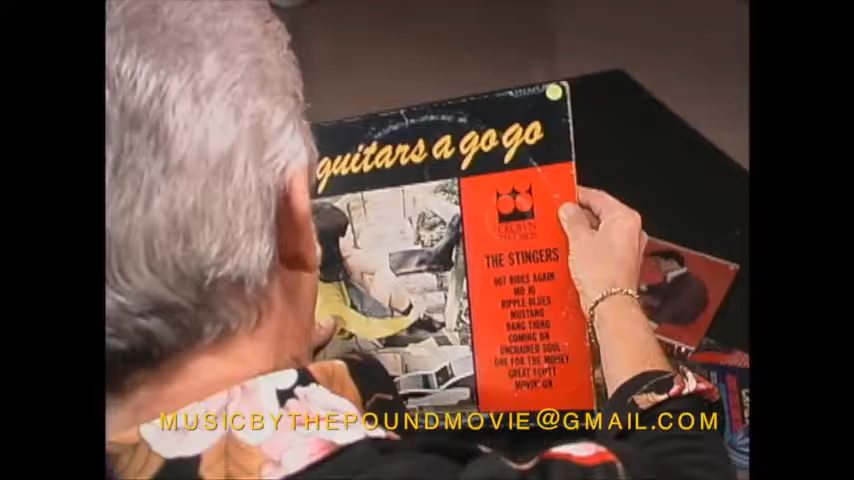 guitars a go go
CROWN
RECORDS
THE STINGERS
HOT RIDES AGAIN
MO JO
RIPPLE BLUES
MUSTANG
BANG THING
COMING ON
UNCHAINED SOUL
ONE FOR THE MONEY
GREAT SCOTT
MOVIN' ON
MUSICBYTHEPOUNDMOVIE@GMAIL.COM